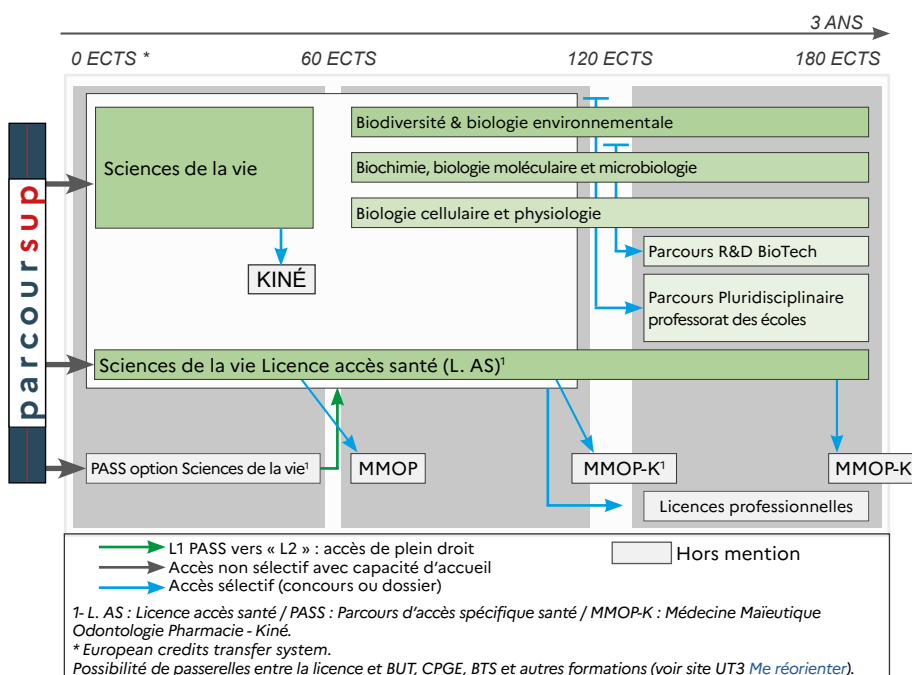 3 ANS
0 ECTS *
60 ECTS
120 ECTS
180 ECTS
parcoursup
Sciences de la vie
Biodiversité & biologie environnementale
Biochimie, biologie moléculaire et microbiologie
Biologie cellulaire et physiologie
KINÉ
Parcours R&D BioTech
Parcours Pluridisciplinaire
professorat des écoles
Sciences de la vie Licence accès santé (L. AS)¹
PASS option Sciences de la vie¹
MMOP
MMOP-K¹
MMOP-K
Licences professionnelles
L1 PASS vers « L2 » : accès de plein droit
Accès non sélectif avec capacité d'accueil
Accès sélectif (concours ou dossier)
Hors mention
1- L. AS : Licence accès santé / PASS : Parcours d'accès spécifique santé / MMOP-K : Médecine Maïeutique
Odontologie Pharmacie - Kiné.
* European credits transfer system.
Possibilité de passerelles entre la licence et BUT, CPGE, BTS et autres formations (voir site UT3 Me réorienter).